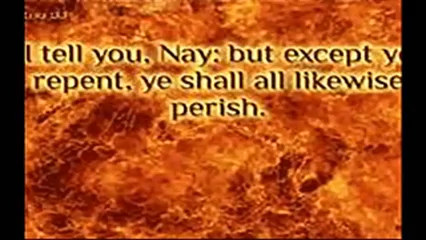 I tell you, Nay: but except y
repent, ye shall all likewise
perish.